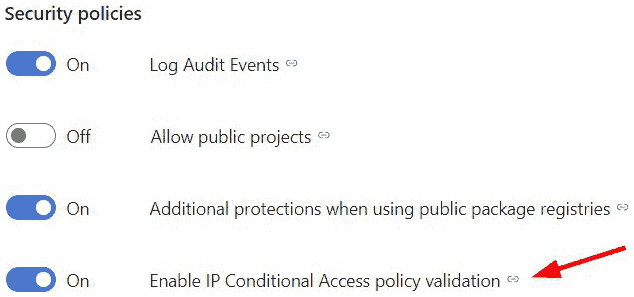 Security policies
On Log Audit Events
Off Allow public projects
On Additional protections when using public package registries
On Enable IP Conditional Access policy validation